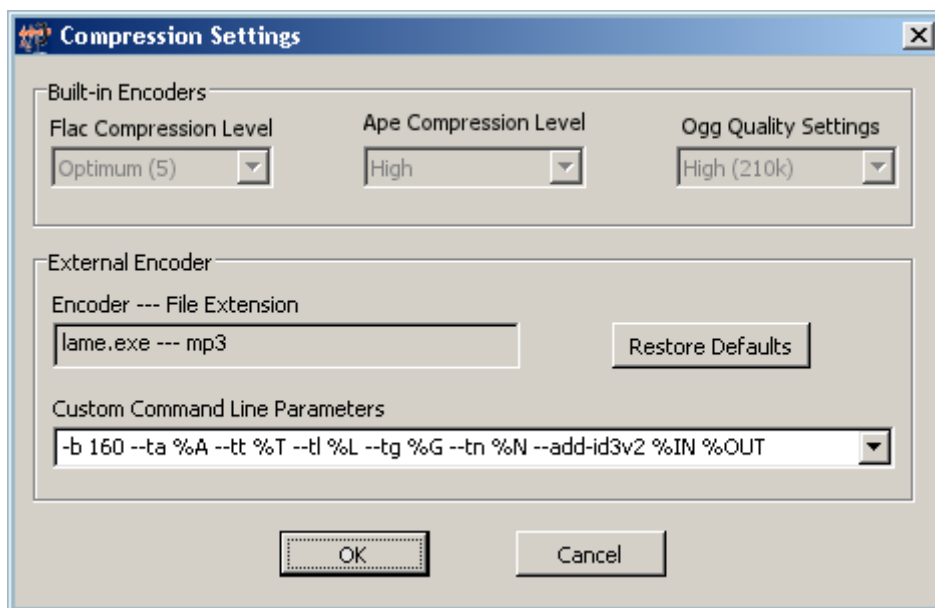 Compression Settings
Built-in Encoders
Flac Compression Level
Ape Compression Level
Ogg Quality Settings
Optimum (5)
High
High (210k)
External Encoder
Encoder --- File Extension
lame.exe --- mp3
Restore Defaults
Custom Command Line Parameters
-b 160 --ta %A --tt %T --tl %L --tg %G --tn %N --add-id3v2 %IN %OUT
OK
Cancel